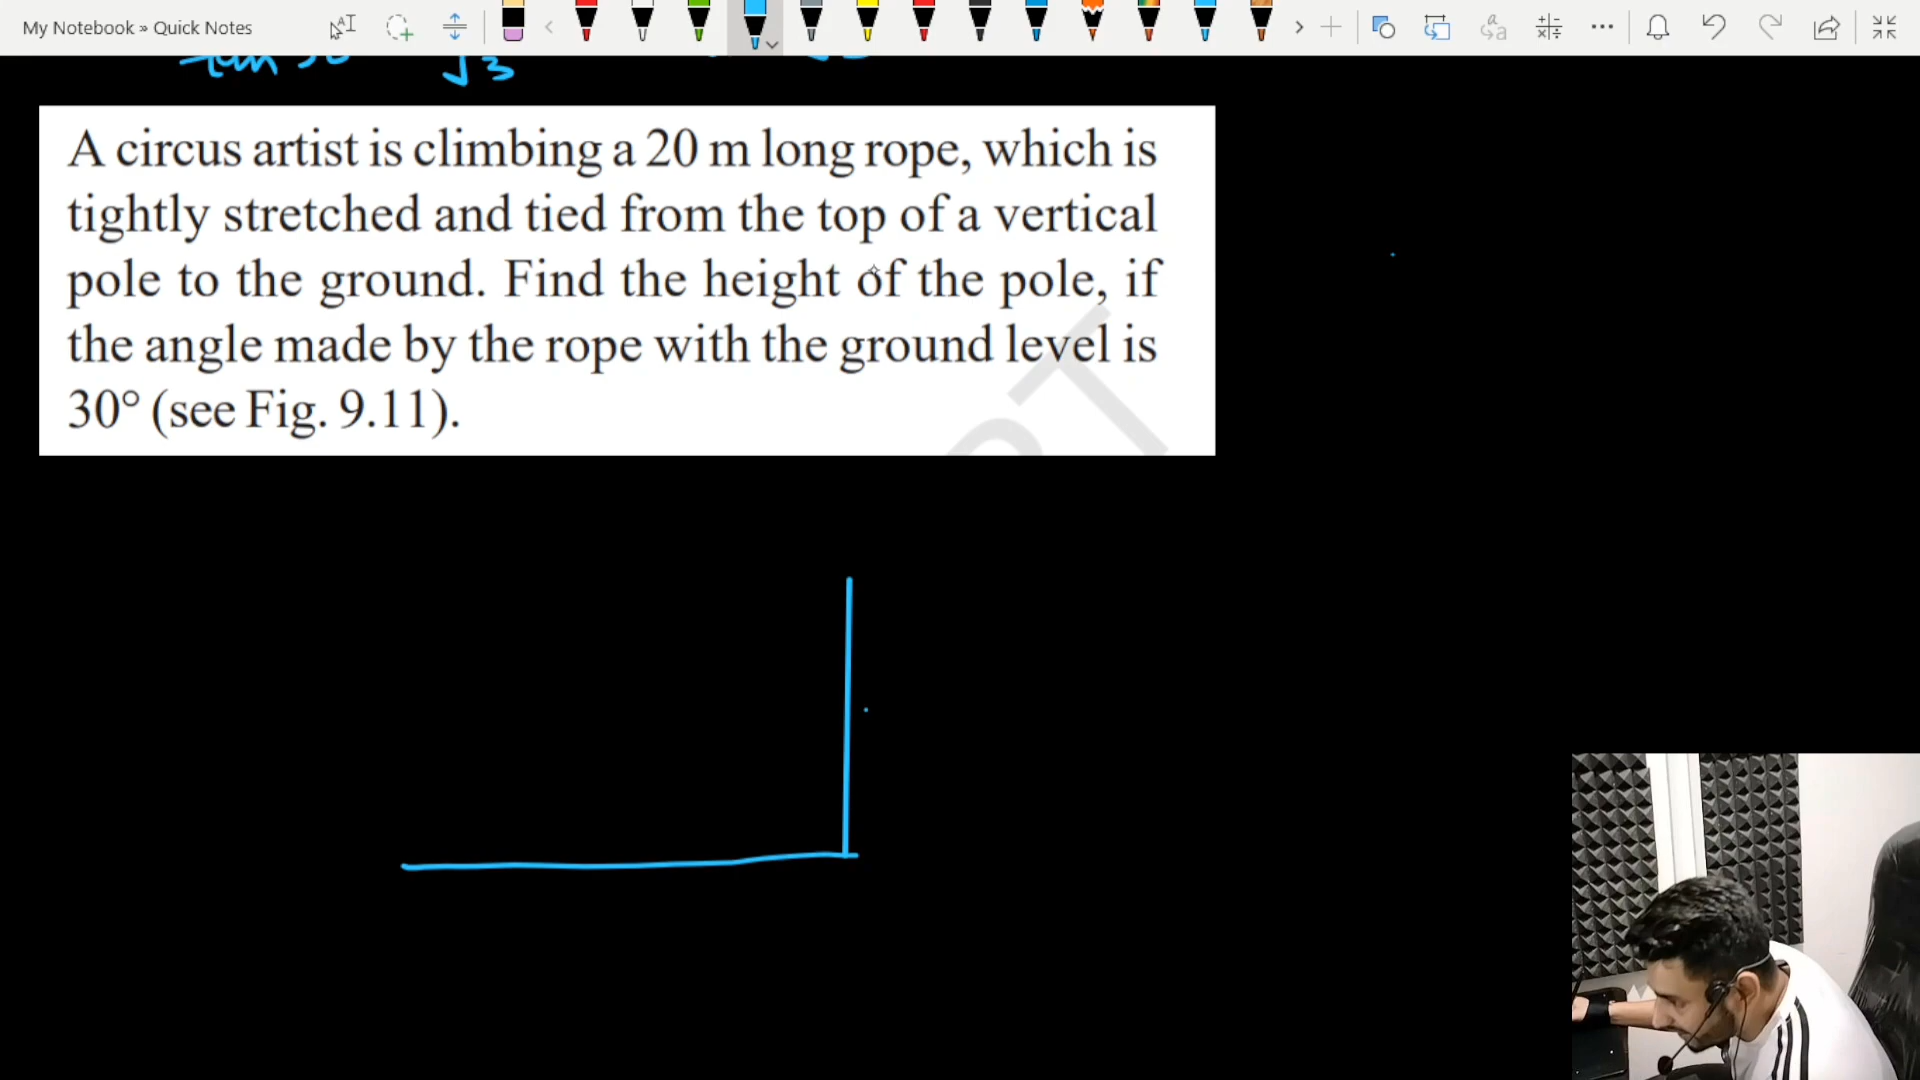 My Notebook » Quick Notes
A circus artist is climbing a 20 m long rope, which is
tightly stretched and tied from the top of a vertical
pole to the ground. Find the height of the pole, if
the angle made by the rope with the ground level is
30° (see Fig. 9.11).